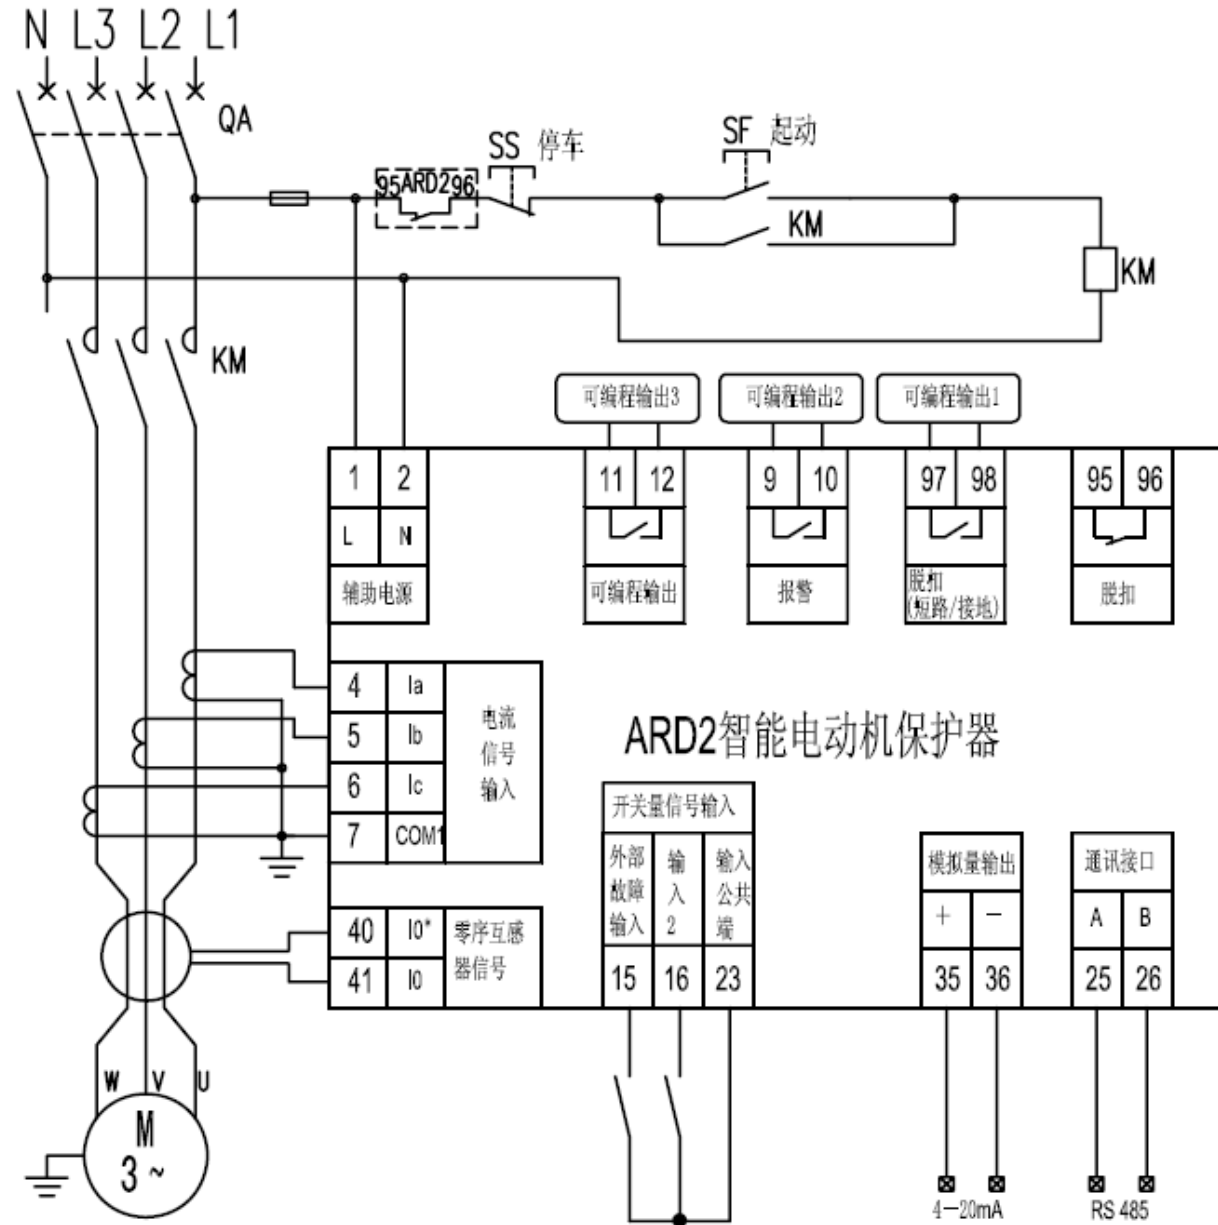 N L3 L2 L1
QA
95 ARD2 96
SS 停车
SF 起动
KM
KM
KM
可编程输出3
可编程输出2
可编程输出1
1 2
L N
辅助电源
11 12
可编程输出
9 10
报警
97 98
脱扣
(短路/接地)
95 96
脱扣
4 Ia
5 Ib
6 Ic
7 COM1
电流
信号
输入
ARD2智能电动机保护器
40 I0*
41 I0
零序互感
器信号
开关量信号输入
外部
故障
输入
输
入
2
输入
公共
端
15 16 23
模拟量输出
+ －
35 36
通讯接口
A B
25 26
W V U
M
3 ~
4－20mA
RS 485